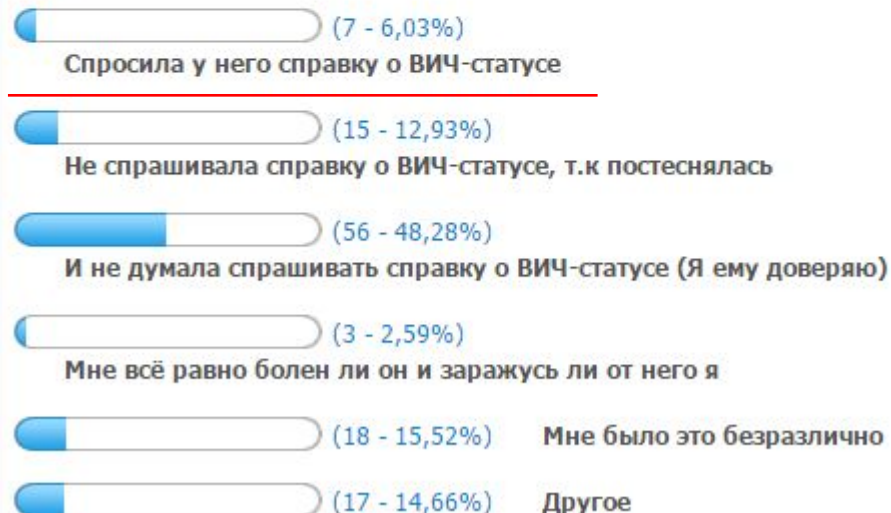 (7 - 6,03%)
Спросила у него справку о ВИЧ-статусе
(15 - 12,93%)
Не спрашивала справку о ВИЧ-статусе, т.к постеснялась
(56 - 48,28%)
И не думала спрашивать справку о ВИЧ-статусе (Я ему доверяю)
(3 - 2,59%)
Мне всё равно болен ли он и заражусь ли от него я
(18 - 15,52%) Мне было это безразлично
(17 - 14,66%) Другое